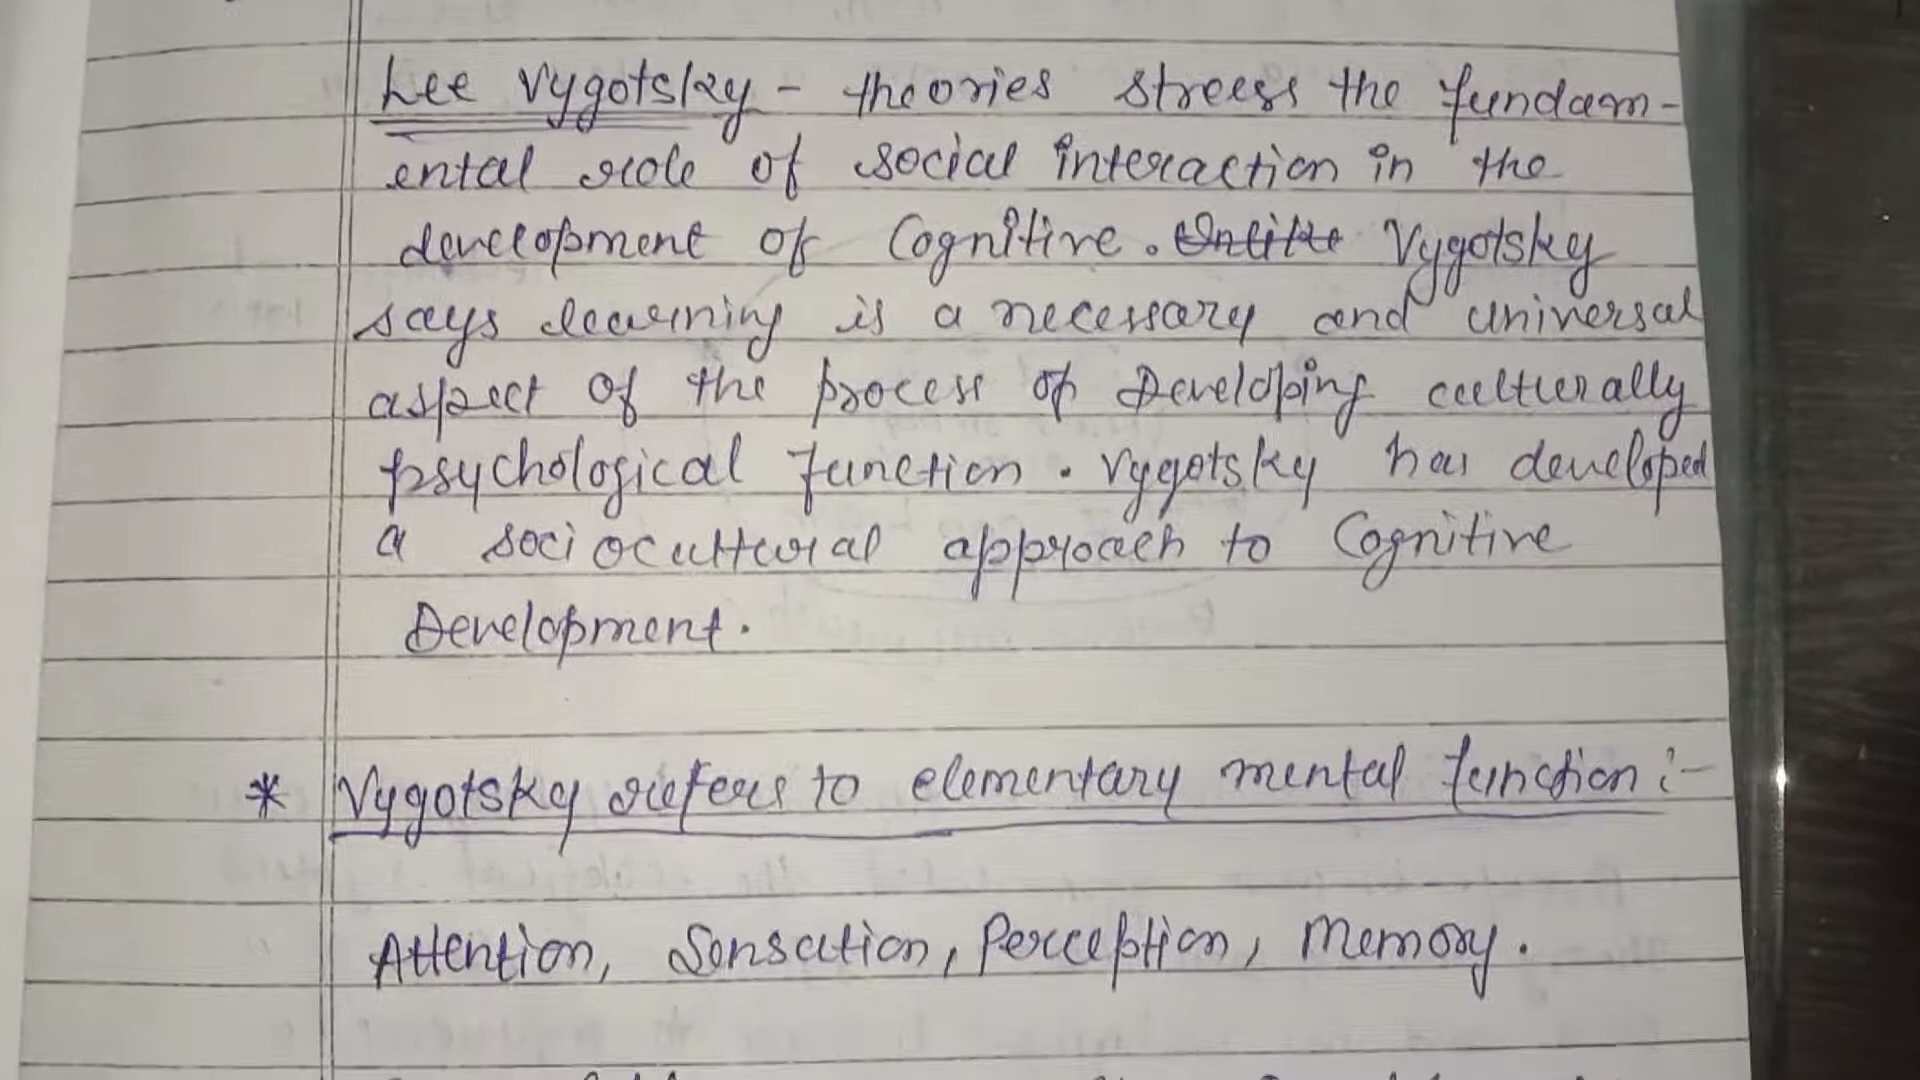 Lee Vygotsky - theories stress the fundam-
ental role of social interaction in the
development of Cognitive. Unlike Vygotsky
says learning is a necessary and universal
aspect of the process of Developing culturally
psychological function. Vygotsky has developed
a sociocultural approach to Cognitive
Development.
* Vygotsky refers to elementary mental function :-
Attention, Sensation, Perception, Memory.